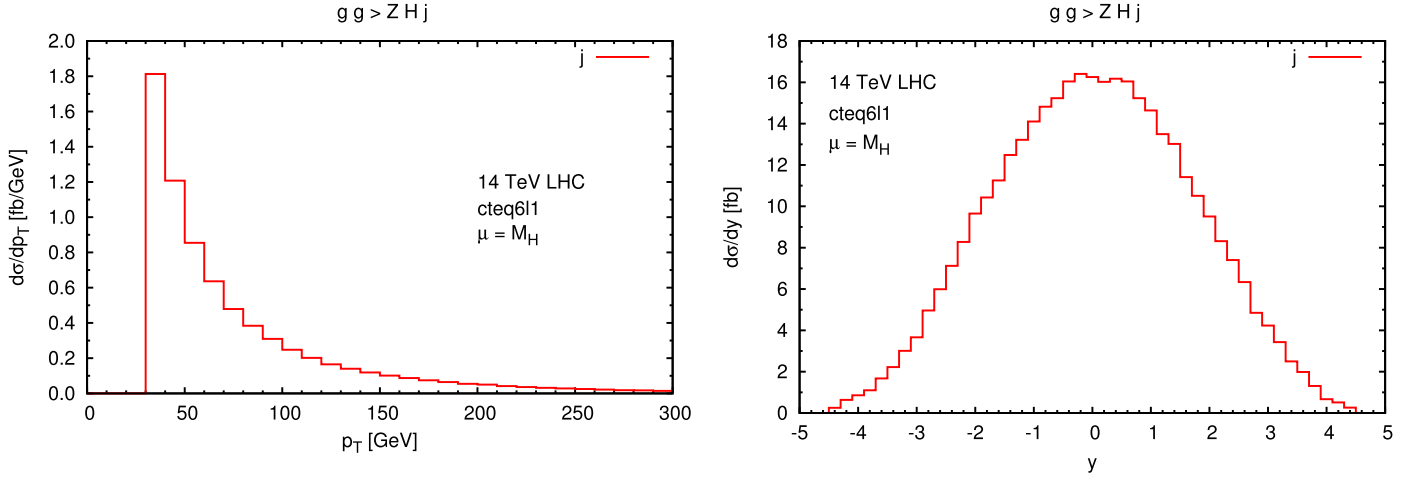 g g > Z H j
2.0
1.8
1.6
1.4
1.2
1.0
0.8
0.6
0.4
0.2
0.0
dσ/dp_T [fb/GeV]
j
14 TeV LHC
cteq6l1
μ = M_H
0 50 100 150 200 250 300
p_T [GeV]
g g > Z H j
18
16
14
12
10
8
6
4
2
0
dσ/dy [fb]
j
14 TeV LHC
cteq6l1
μ = M_H
-5 -4 -3 -2 -1 0 1 2 3 4 5
y